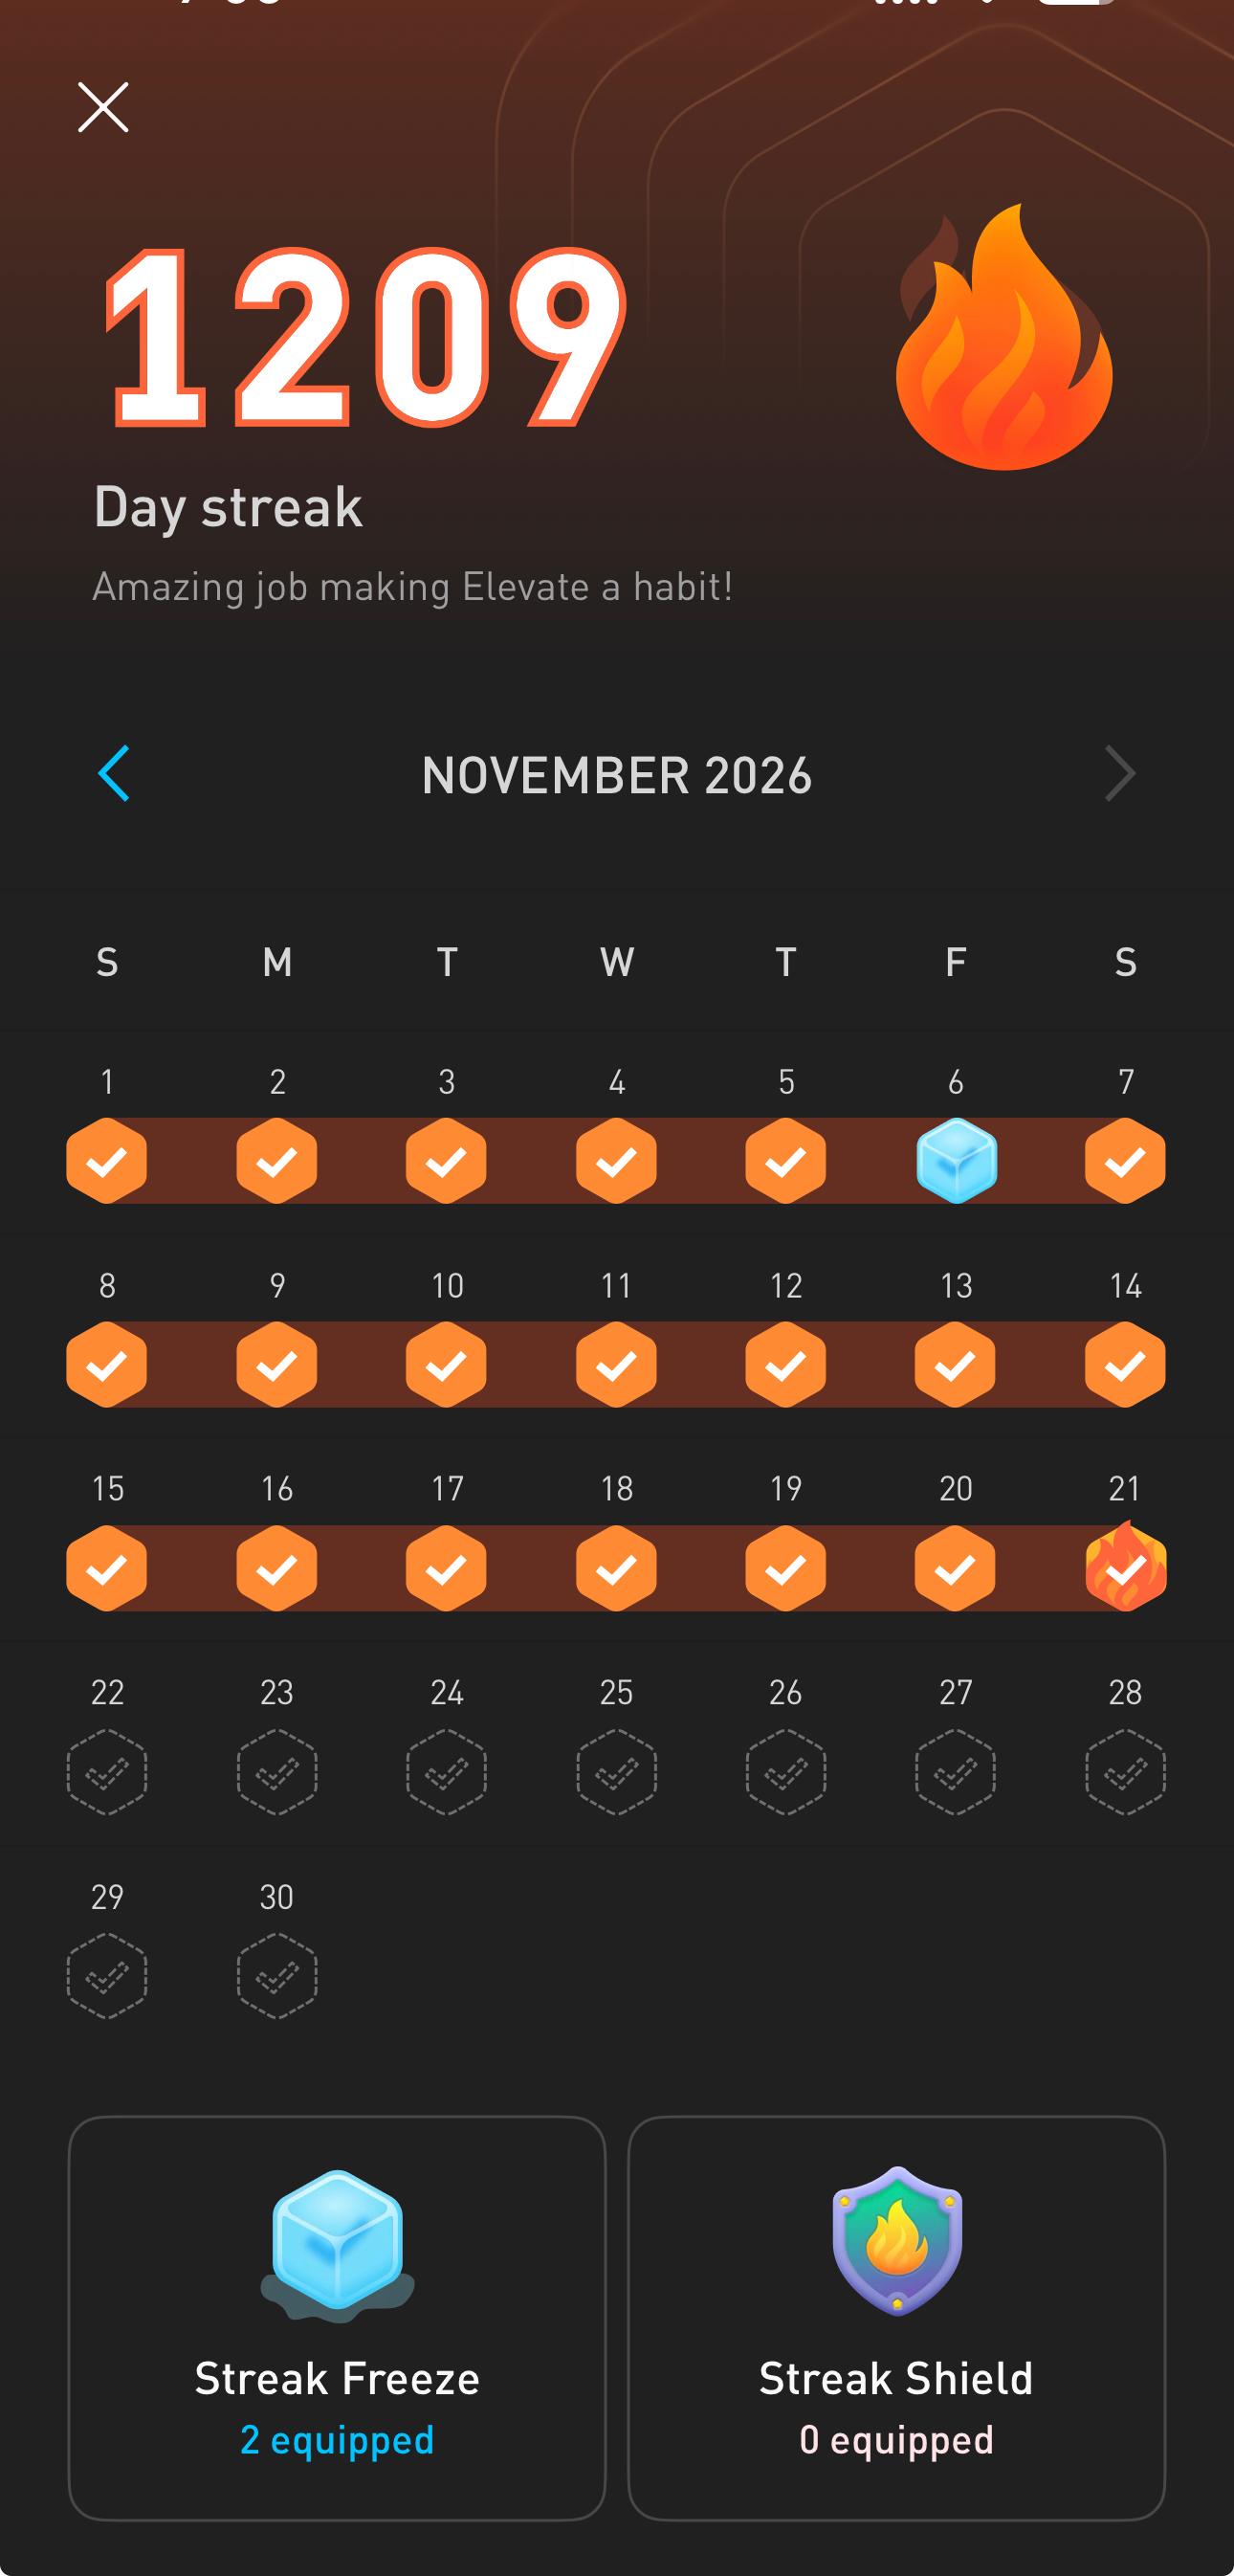 1209
Day streak
Amazing job making Elevate a habit!
NOVEMBER 2026
S M T W T F S
1 2 3 4 5 6 7
8 9 10 11 12 13 14
15 16 17 18 19 20 21
22 23 24 25 26 27 28
29 30
Streak Freeze
2 equipped
Streak Shield
0 equipped